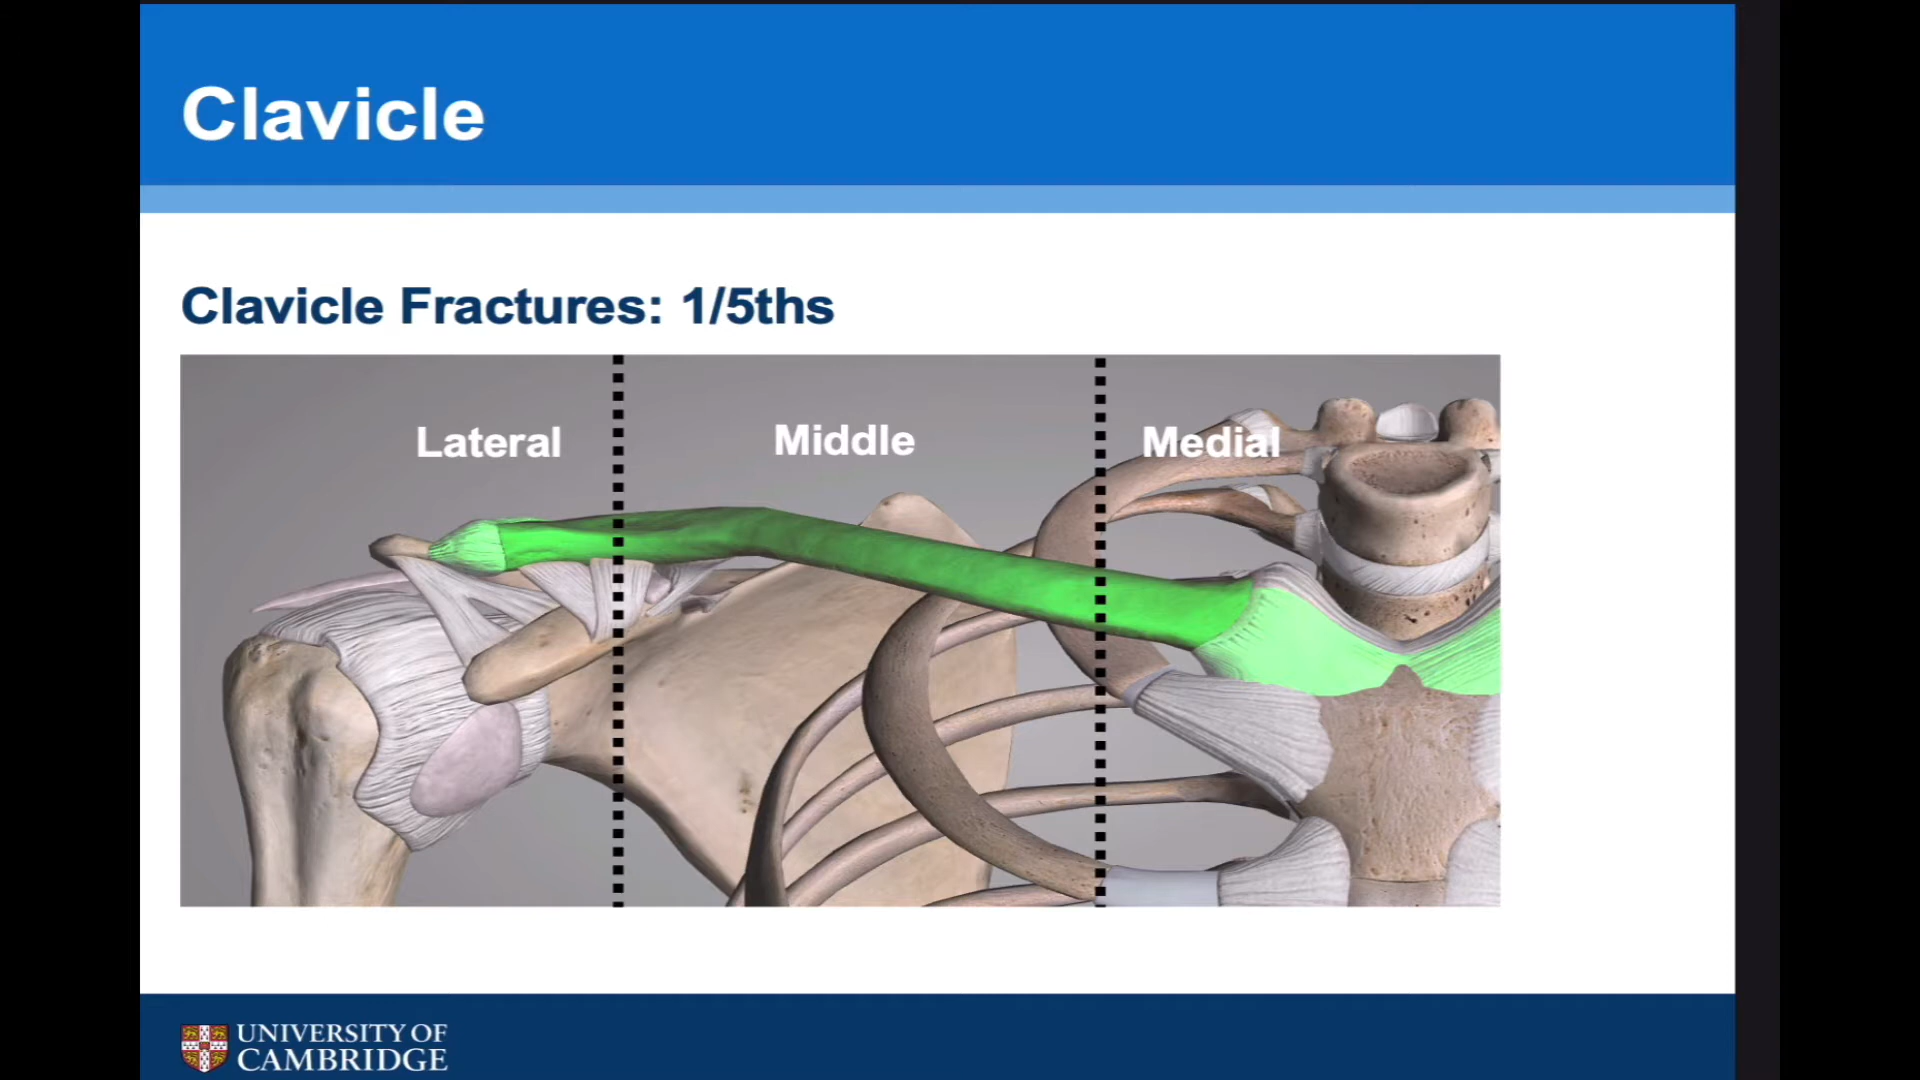 Clavicle
Clavicle Fractures: 1/5ths
Lateral
Middle
Medial
UNIVERSITY OF
CAMBRIDGE